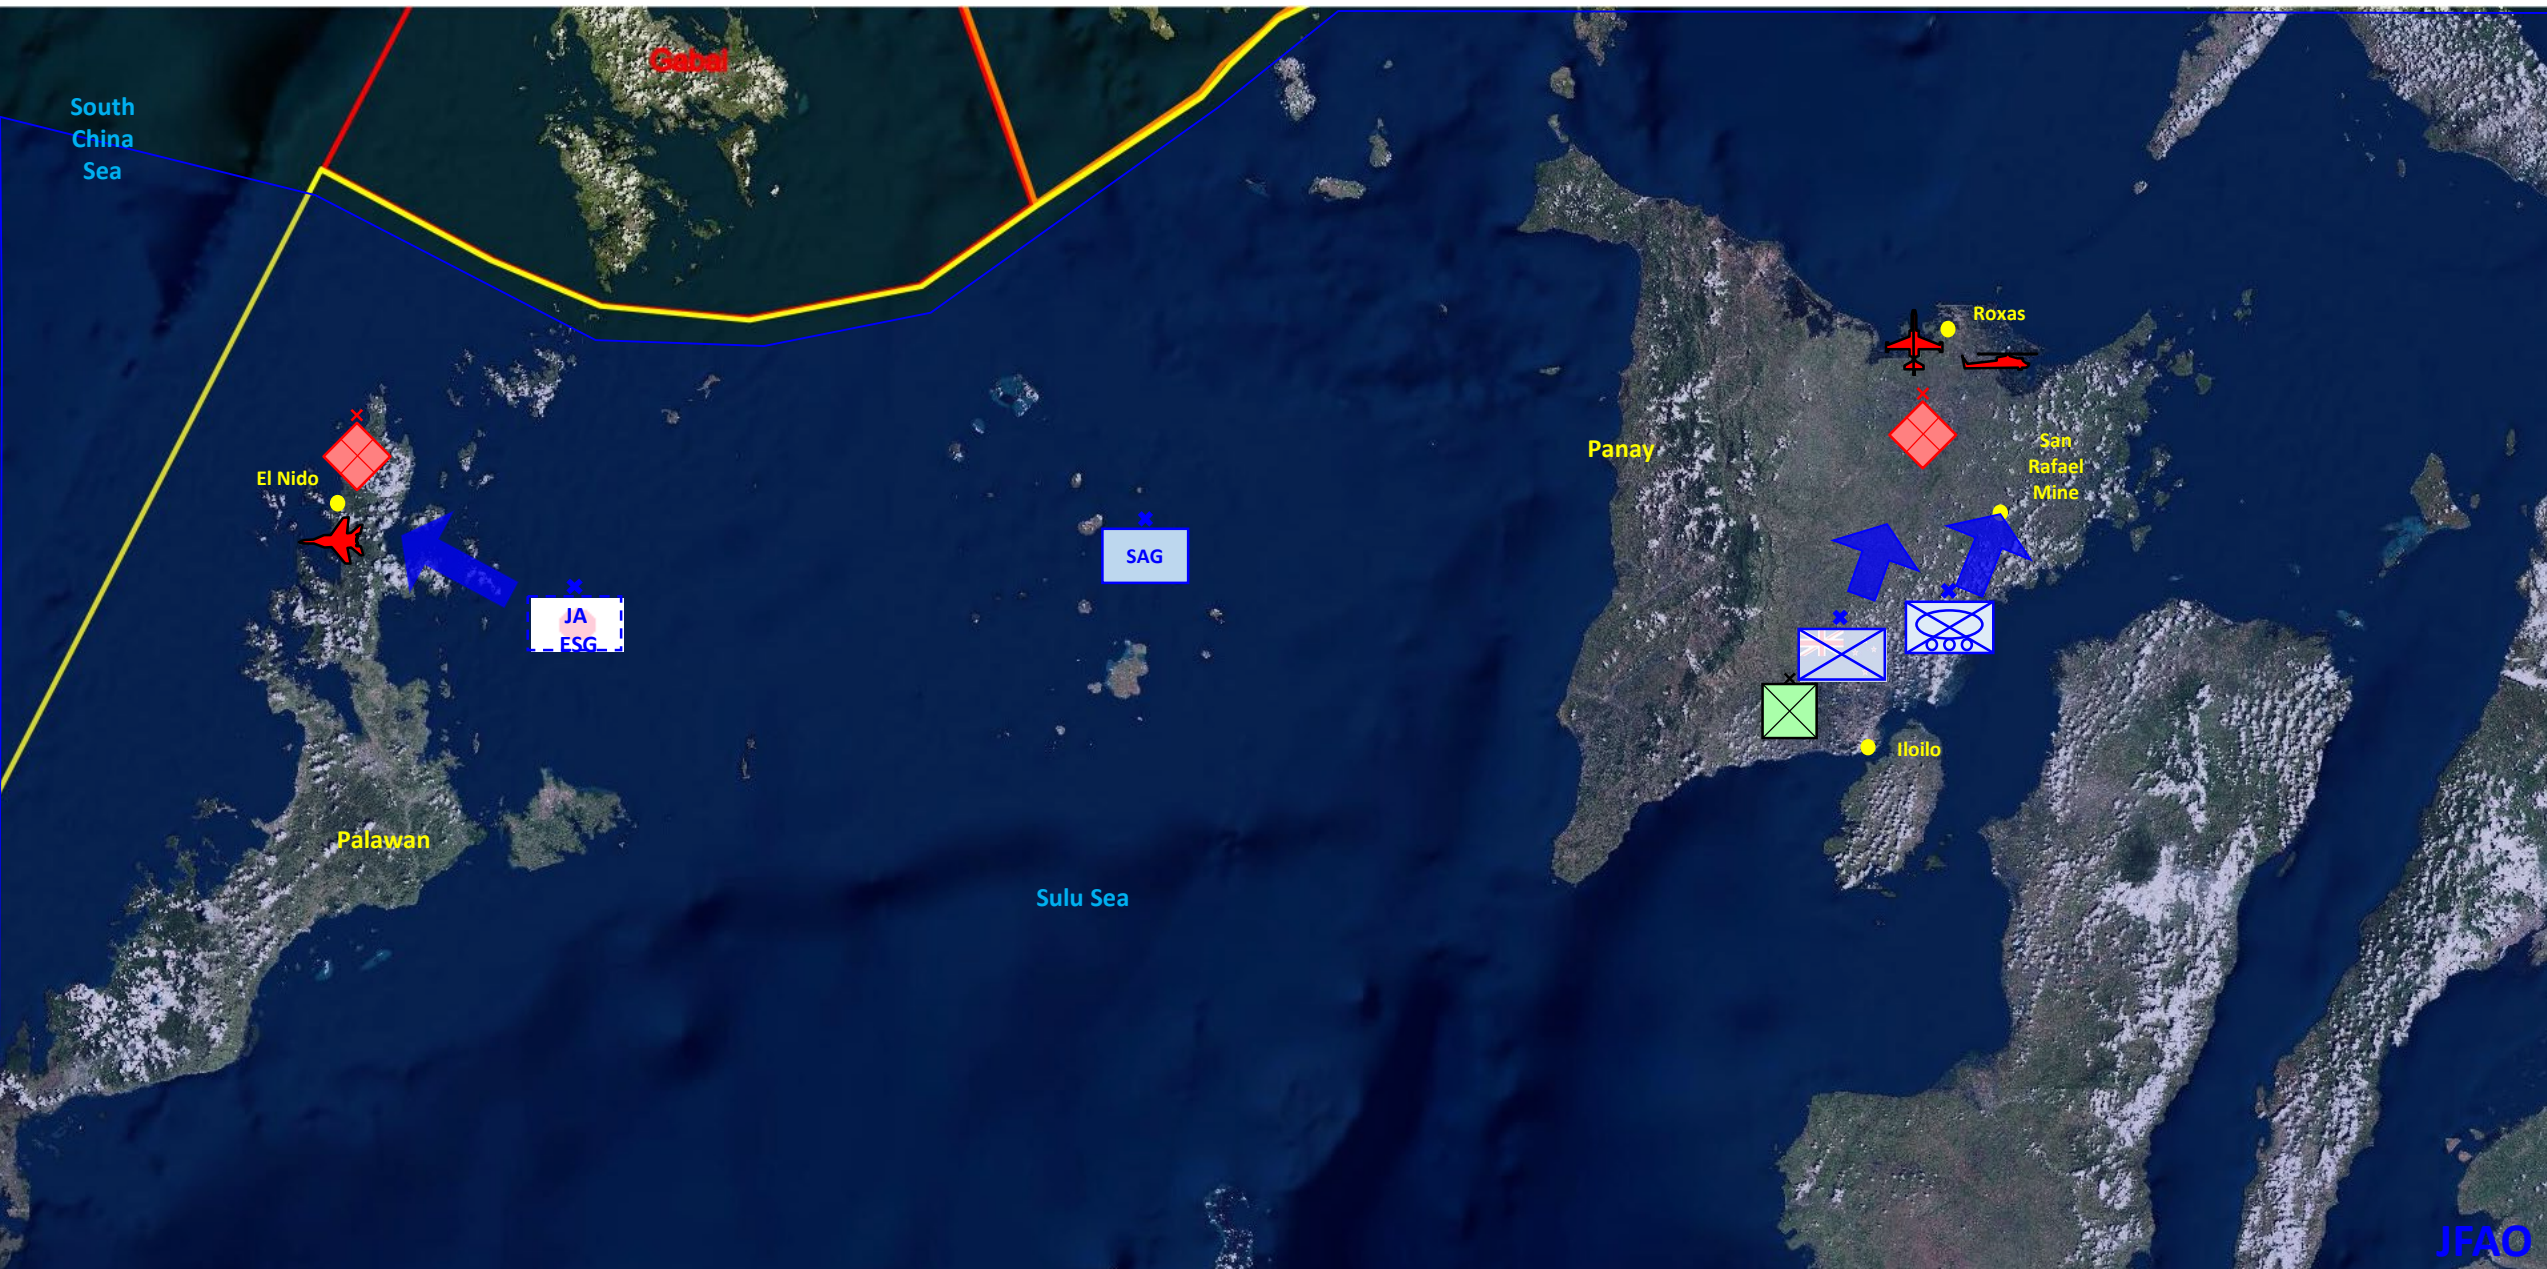 Gabal
South
China
Sea
Roxas
Panay
San
Rafael
Mine
El Nido
SAG
JA
ESG
Iloilo
Palawan
Sulu Sea
JFAO